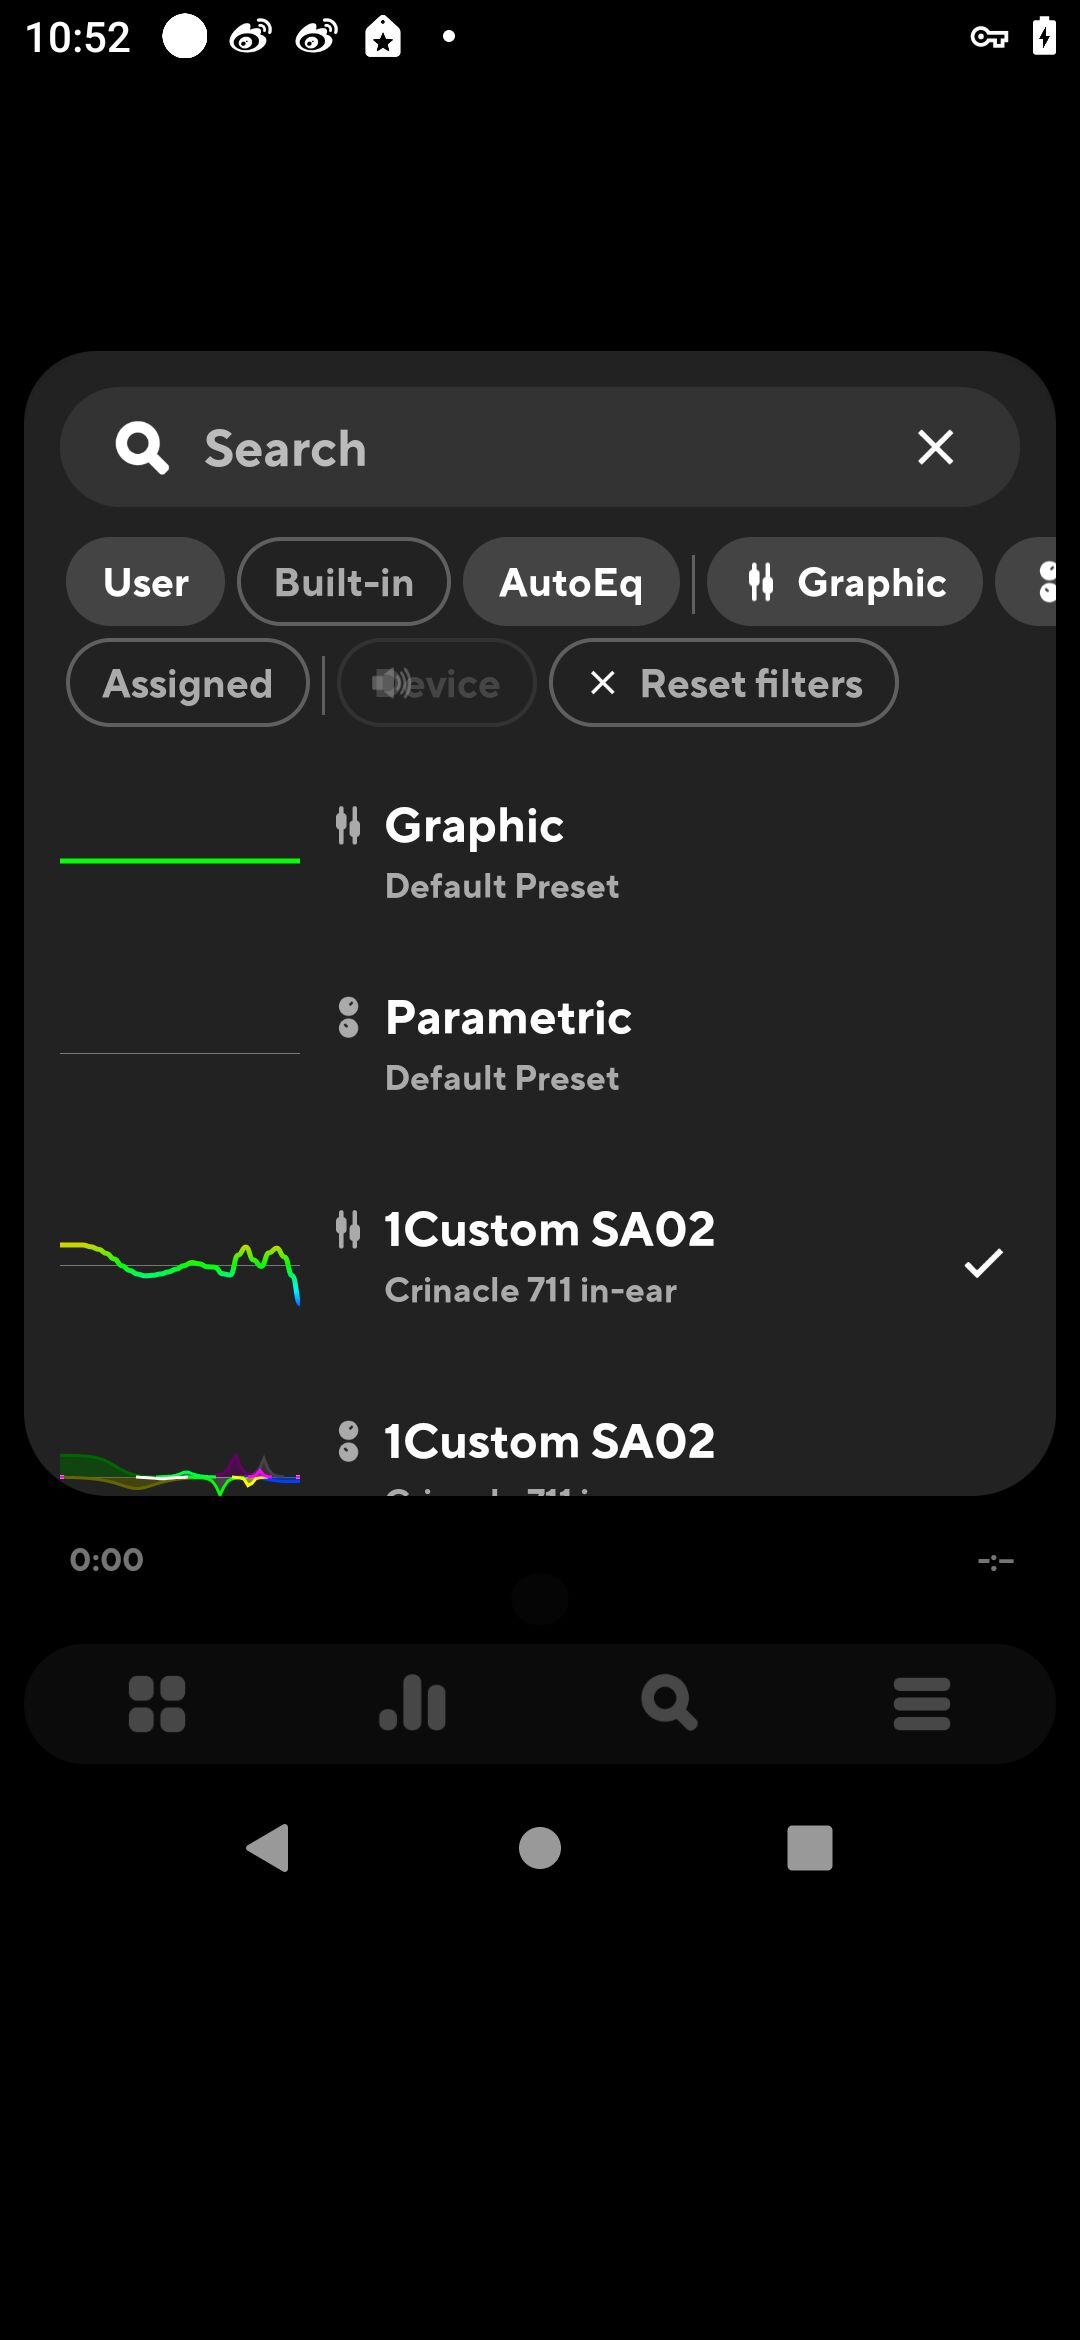 10:52
Search
User Built-in AutoEq Graphic
Assigned Device Reset filters
Graphic
Default Preset
Parametric
Default Preset
1Custom SA02
Crinacle 711 in-ear
1Custom SA02
0:00 -:-